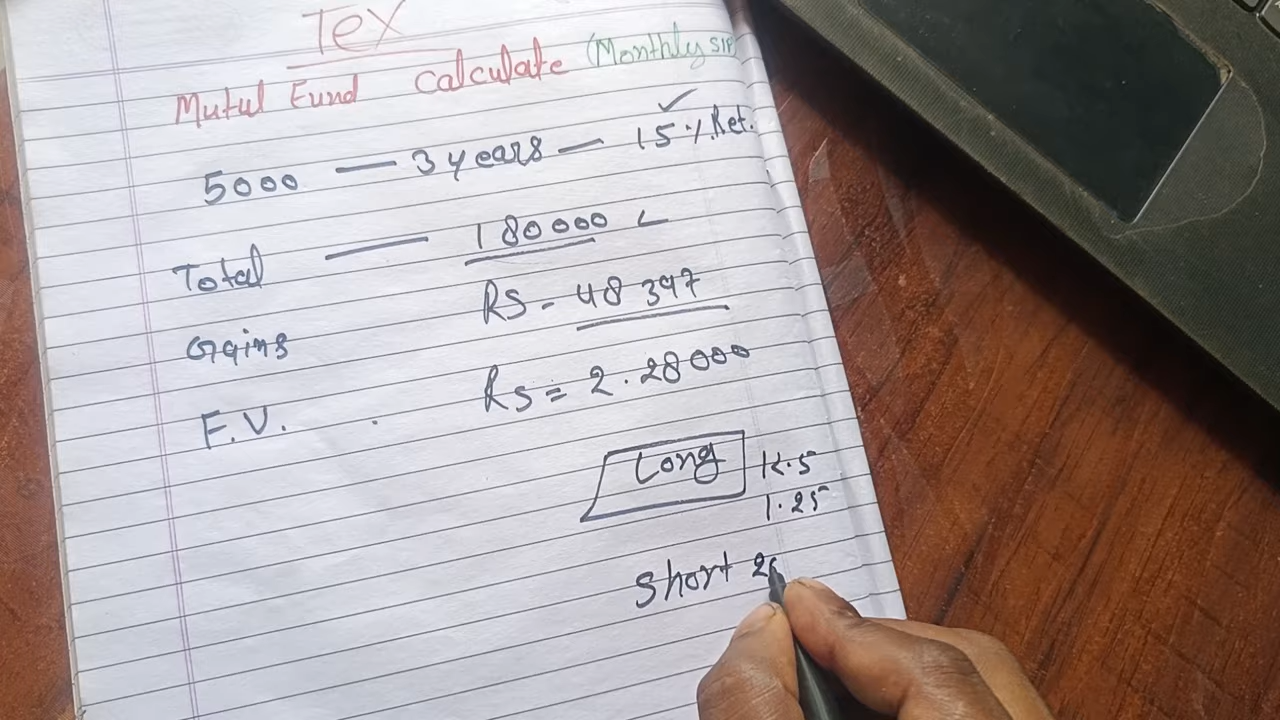 Tex
Mutul Fund Calculate (Monthly SIP)
5000 — 3 years — 15 % Ret.
Total — 180000
Gains RS - 48397
F.V. Rs = 2.28000
Long 12.5
1.25
Short 20